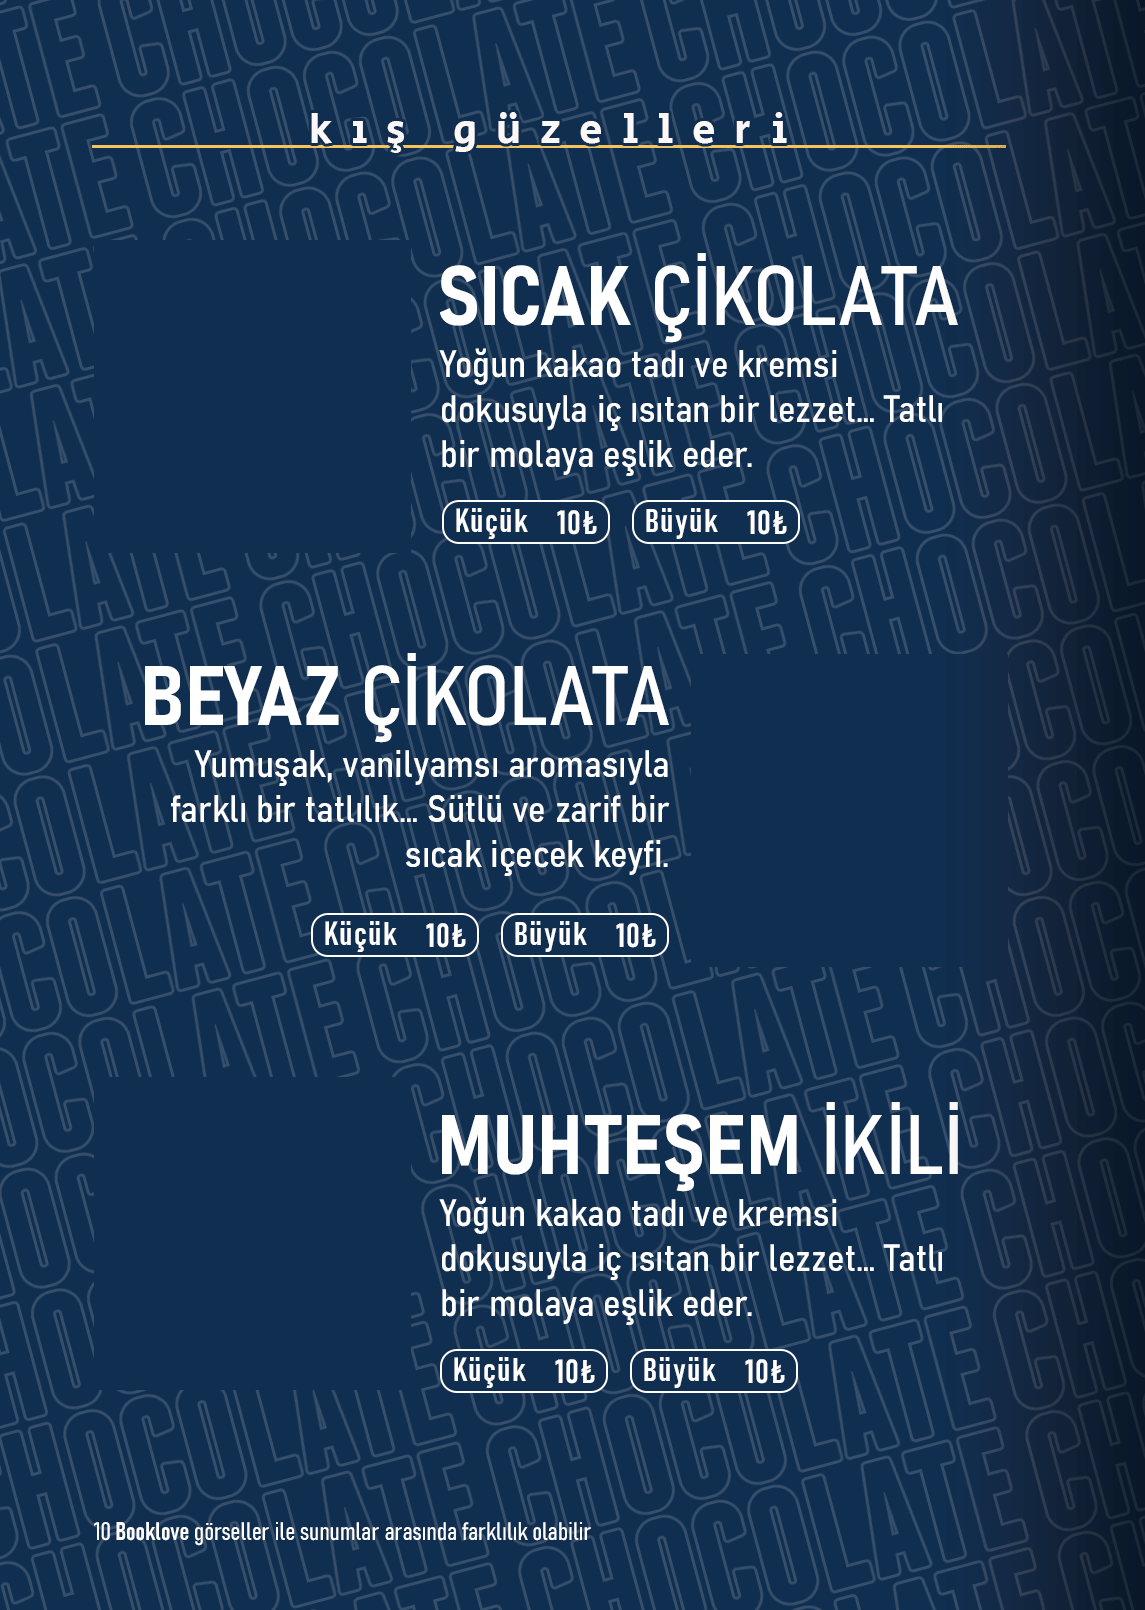 kış güzelleri
SICAK ÇİKOLATA
Yoğun kakao tadı ve kremsi
dokusuyla iç ısıtan bir lezzet... Tatlı
bir molaya eşlik eder.
Küçük 10₺ Büyük 10₺
BEYAZ ÇİKOLATA
Yumuşak, vanilyamsı aromasıyla
farklı bir tatlılık... Sütlü ve zarif bir
sıcak içecek keyfi.
Küçük 10₺ Büyük 10₺
MUHTEŞEM İKİLİ
Yoğun kakao tadı ve kremsi
dokusuyla iç ısıtan bir lezzet... Tatlı
bir molaya eşlik eder.
Küçük 10₺ Büyük 10₺
10 Booklove görseller ile sunumlar arasında farklılık olabilir